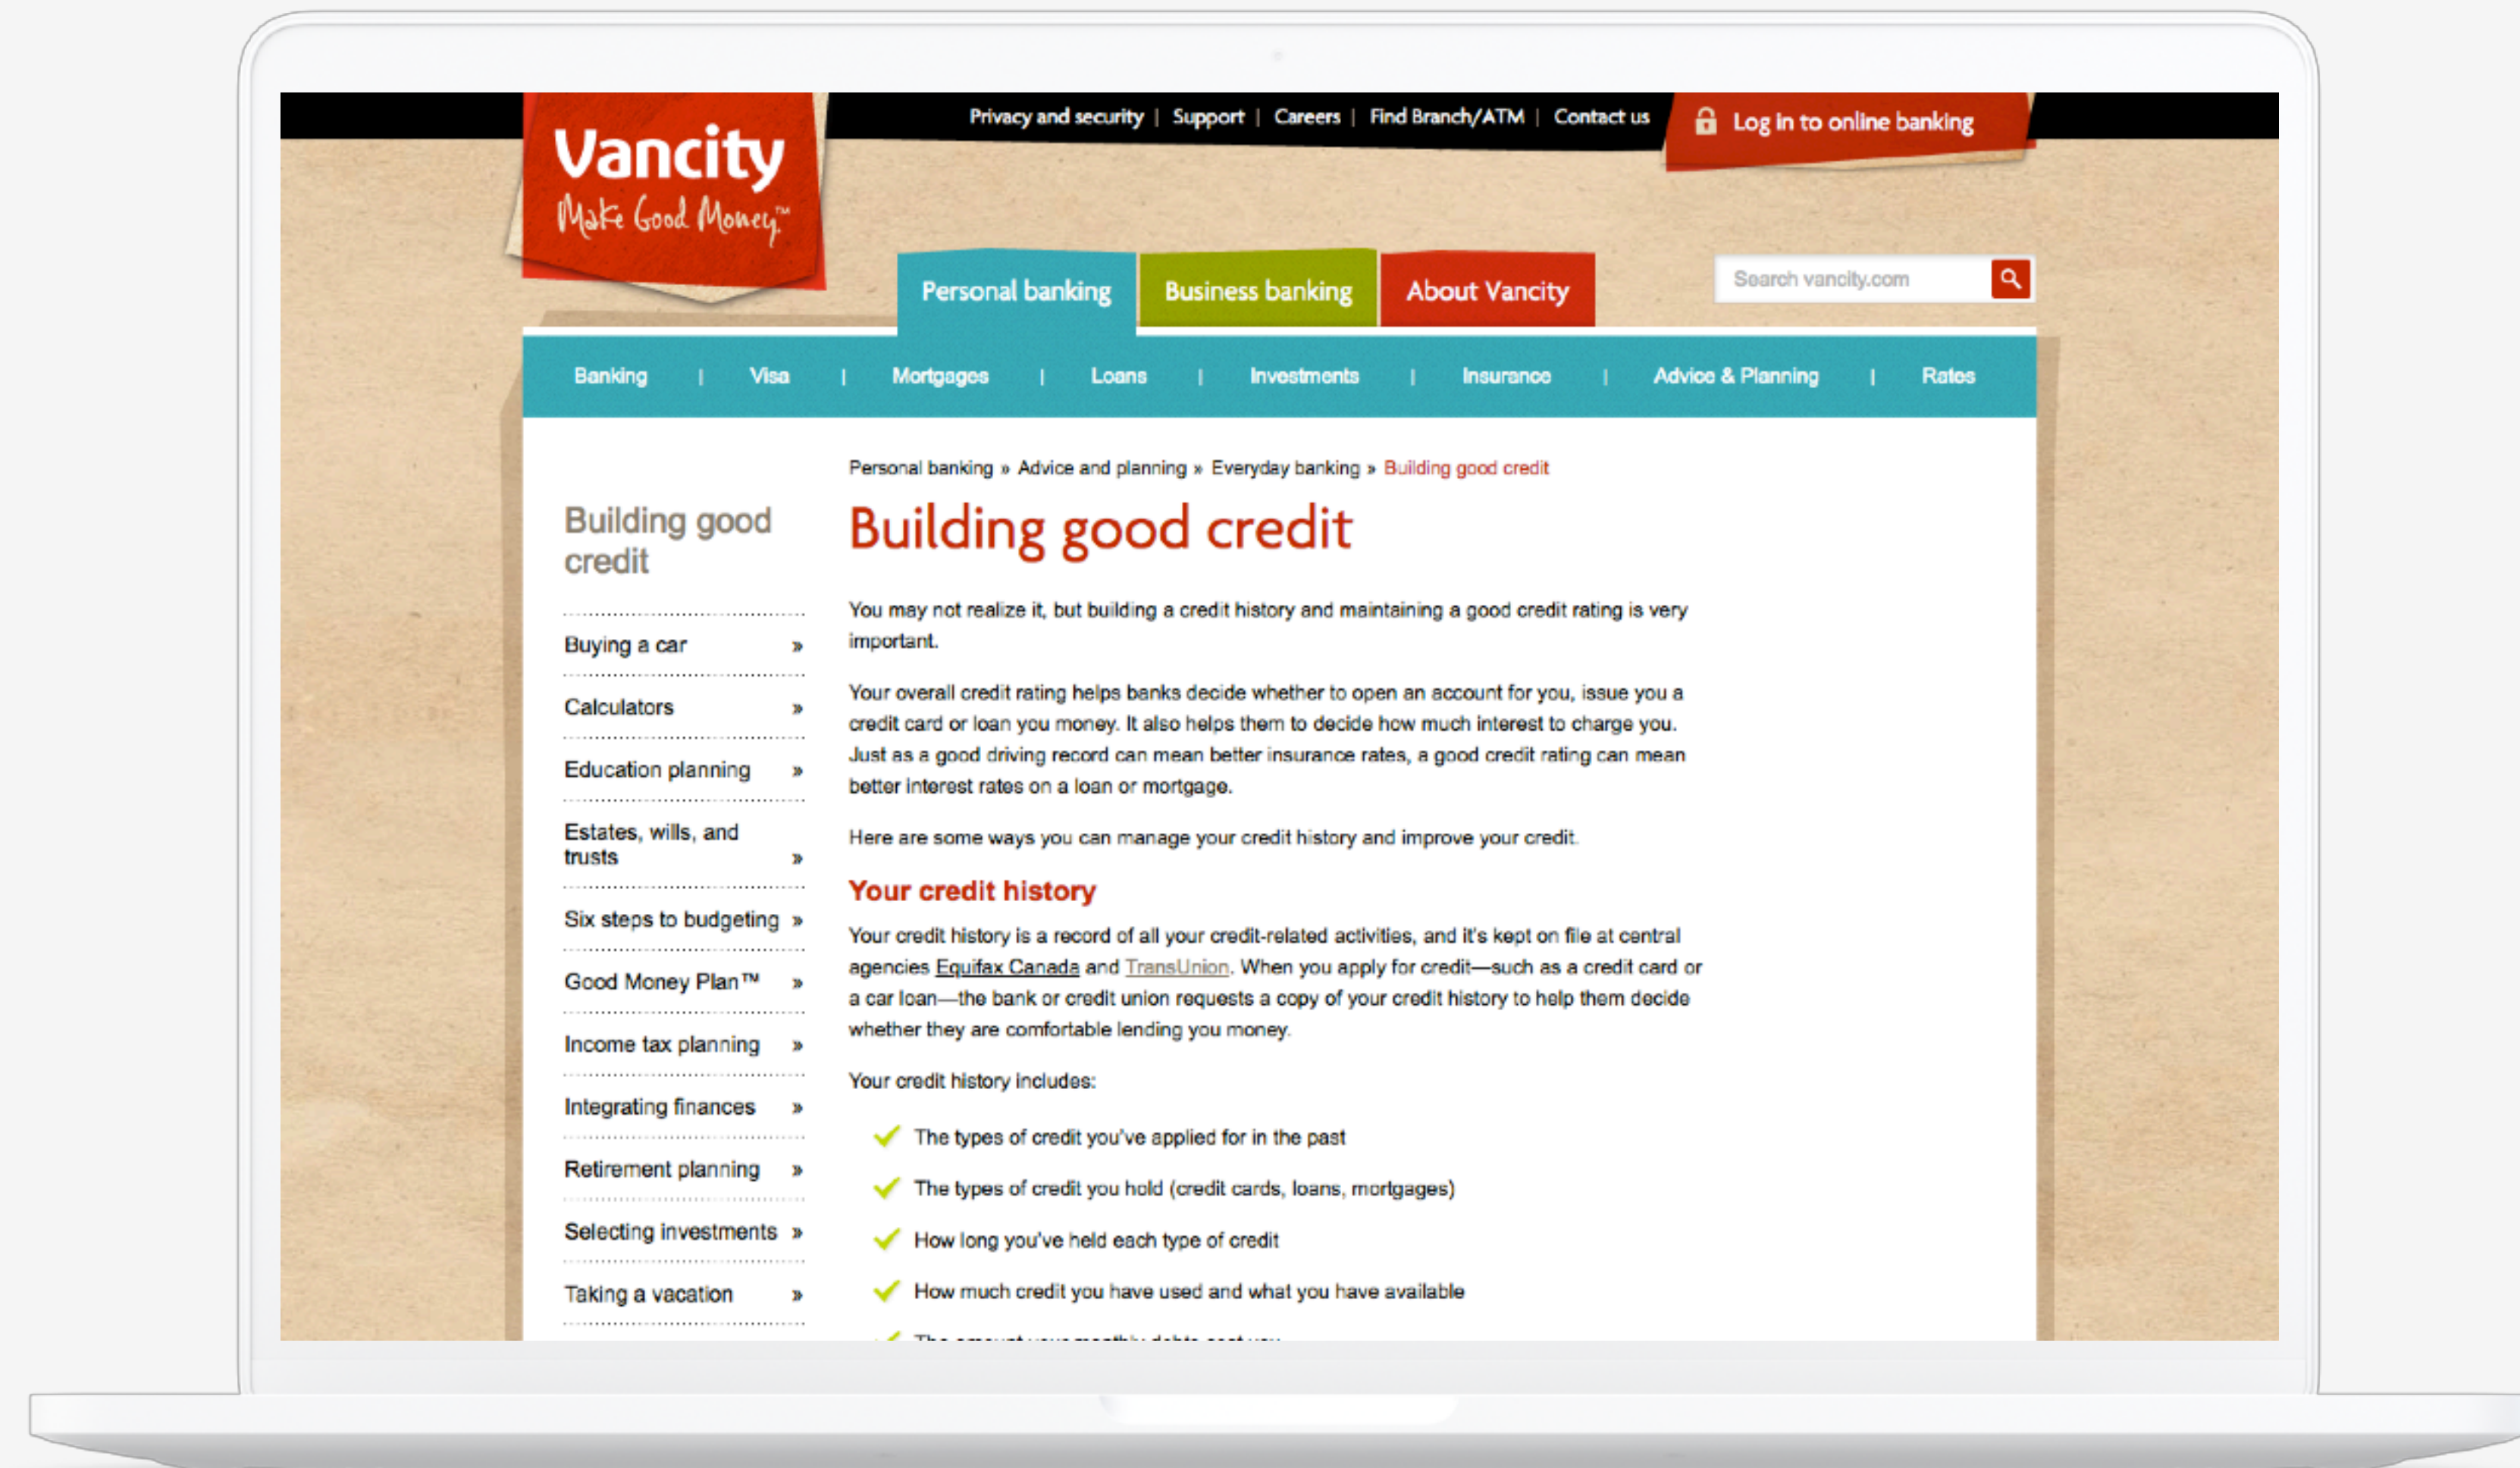 Privacy and security | Support | Careers | Find Branch/ATM | Contact us
Log in to online banking
Vancity
Make Good Money.™
Personal banking
Business banking
About Vancity
Search vancity.com
Banking | Visa | Mortgages | Loans | Investments | Insurance | Advice & Planning | Rates
Personal banking » Advice and planning » Everyday banking » Building good credit
Building good
credit
Buying a car »
Calculators »
Education planning »
Estates, wills, and
trusts »
Six steps to budgeting »
Good Money Plan™ »
Income tax planning »
Integrating finances »
Retirement planning »
Selecting investments »
Taking a vacation »
Building good credit
You may not realize it, but building a credit history and maintaining a good credit rating is very
important.
Your overall credit rating helps banks decide whether to open an account for you, issue you a
credit card or loan you money. It also helps them to decide how much interest to charge you.
Just as a good driving record can mean better insurance rates, a good credit rating can mean
better interest rates on a loan or mortgage.
Here are some ways you can manage your credit history and improve your credit.
Your credit history
Your credit history is a record of all your credit-related activities, and it's kept on file at central
agencies Equifax Canada and TransUnion. When you apply for credit—such as a credit card or
a car loan—the bank or credit union requests a copy of your credit history to help them decide
whether they are comfortable lending you money.
Your credit history includes:
The types of credit you've applied for in the past
The types of credit you hold (credit cards, loans, mortgages)
How long you've held each type of credit
How much credit you have used and what you have available
The amount your monthly debts cost you